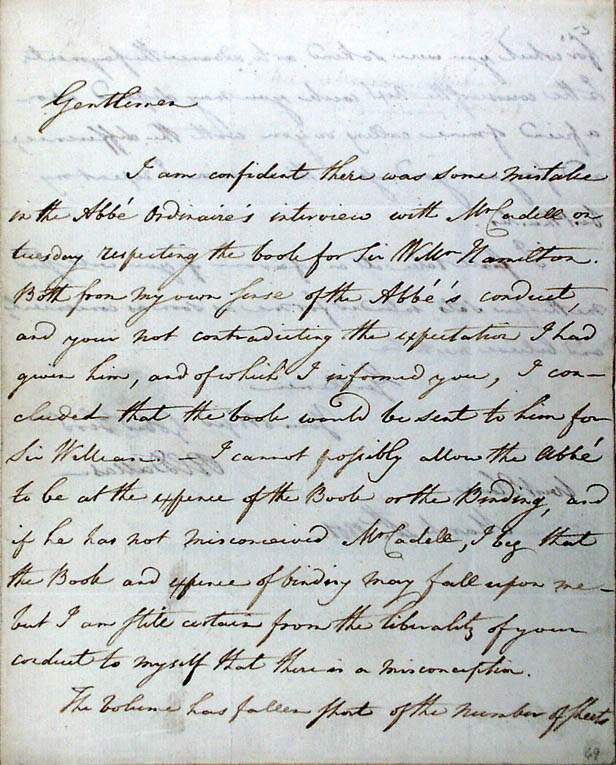 Gentlemen
I am confident there was some mistake
in the Abbé Ordinaire's interview with Mr Cadell on
tuesday respecting the book for Sir Willm Hamilton.
Both from my own sense of the Abbé's conduct,
and your not contradicting the expectation I had
given him, and of which I informed you, I con-
cluded that the book would be sent to him for
Sir William - I cannot possibly allow the Abbé
to be at the expence of the Book or the Binding, and
if he has not misconceived Mr Cadell, I beg that
the Book and expence of binding may fall upon me -
but I am still certain from the liberality of your
conduct to myself that there is a misconception.
The Volume has fallen short of the number of sheets
49